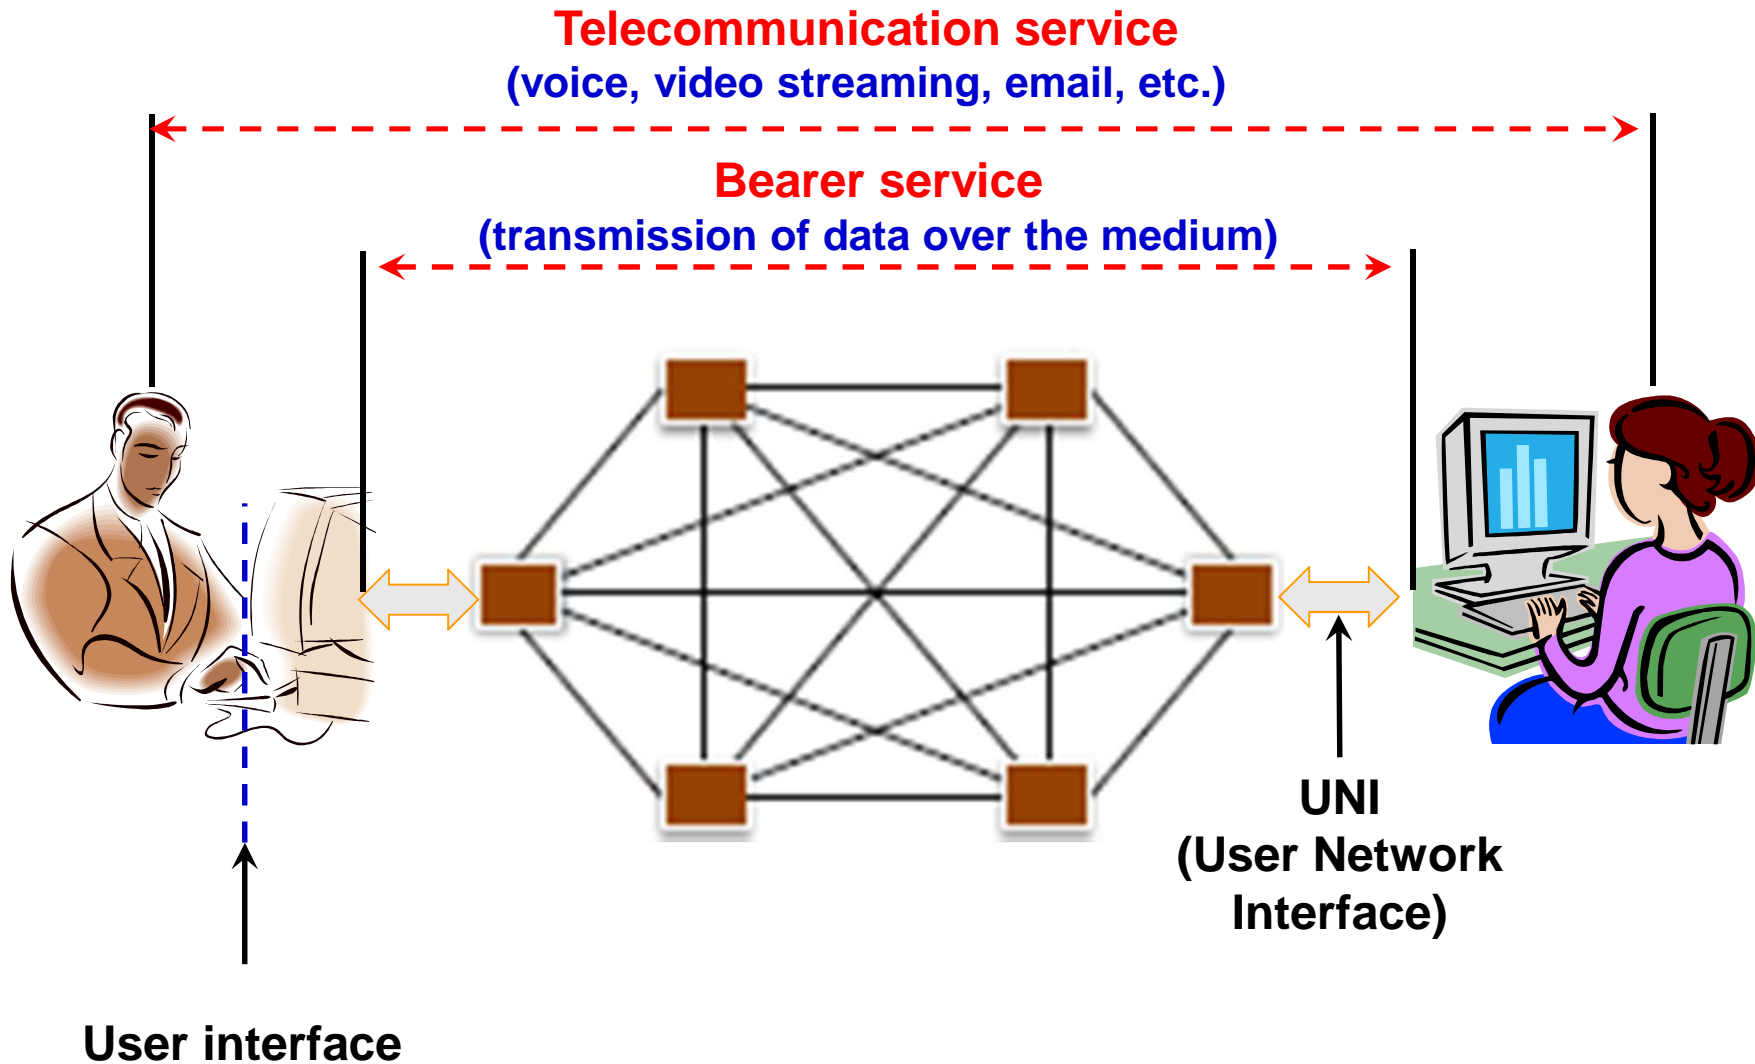 Telecommunication service
(voice, video streaming, email, etc.)
Bearer service
(transmission of data over the medium)
UNI
(User Network
Interface)
User interface